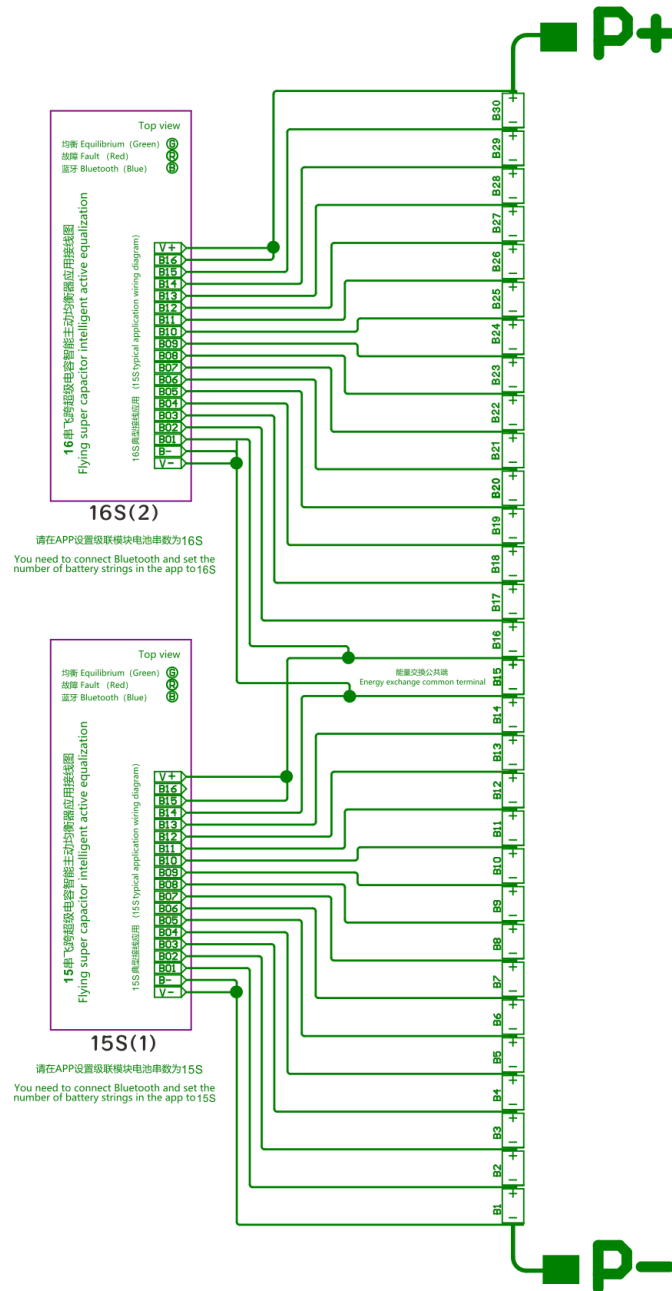 P+
Top view
均衡 Equilibrium (Green) G
故障 Fault (Red) R
蓝牙 Bluetooth (Blue) B
16串飞跨超级电容智能主动均衡器应用接线图
Flying super capacitor intelligent active equalization
16S典型接线应用 (15S typical application wiring diagram)
V+
B16
B15
B14
B13
B12
B11
B10
B09
B08
B07
B06
B05
B04
B03
B02
B01
B-
V-
16S(2)
请在APP设置级联模块电池串数为16S
You need to connect Bluetooth and set the
number of battery strings in the app to 16S
Top view
均衡 Equilibrium (Green) G
故障 Fault (Red) R
蓝牙 Bluetooth (Blue) B
15串飞跨超级电容智能主动均衡器应用接线图
Flying super capacitor intelligent active equalization
15S典型接线应用 (15S typical application wiring diagram)
V+
B16
B15
B14
B13
B12
B11
B10
B09
B08
B07
B06
B05
B04
B03
B02
B01
B-
V-
15S(1)
请在APP设置级联模块电池串数为15S
You need to connect Bluetooth and set the
number of battery strings in the app to 15S
能量交换公共端
Energy exchange common terminal
B30
+
−
B29
+
−
B28
+
−
B27
+
−
B26
+
−
B25
+
−
B24
+
−
B23
+
−
B22
+
−
B21
+
−
B20
+
−
B19
+
−
B18
+
−
B17
+
−
B16
+
−
B15
+
−
B14
+
−
B13
+
−
B12
+
−
B11
+
−
B10
+
−
B9
+
−
B8
+
−
B7
+
−
B6
+
−
B5
+
−
B4
+
−
B3
+
−
B2
+
−
B1
+
−
P−